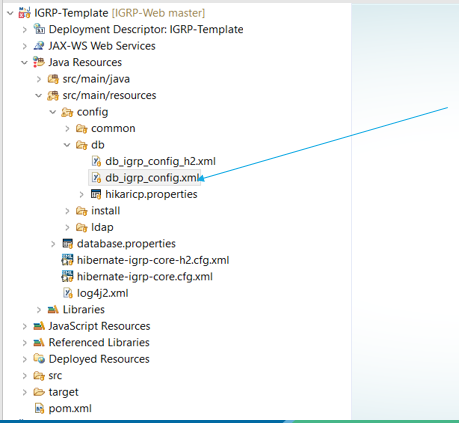 IGRP-Template [IGRP-Web master]
Deployment Descriptor: IGRP-Template
JAX-WS Web Services
Java Resources
src/main/java
src/main/resources
config
common
db
db_igrp_config_h2.xml
db_igrp_config.xml
hikaricp.properties
install
ldap
database.properties
hibernate-igrp-core-h2.cfg.xml
hibernate-igrp-core.cfg.xml
log4j2.xml
Libraries
JavaScript Resources
Referenced Libraries
Deployed Resources
src
target
pom.xml